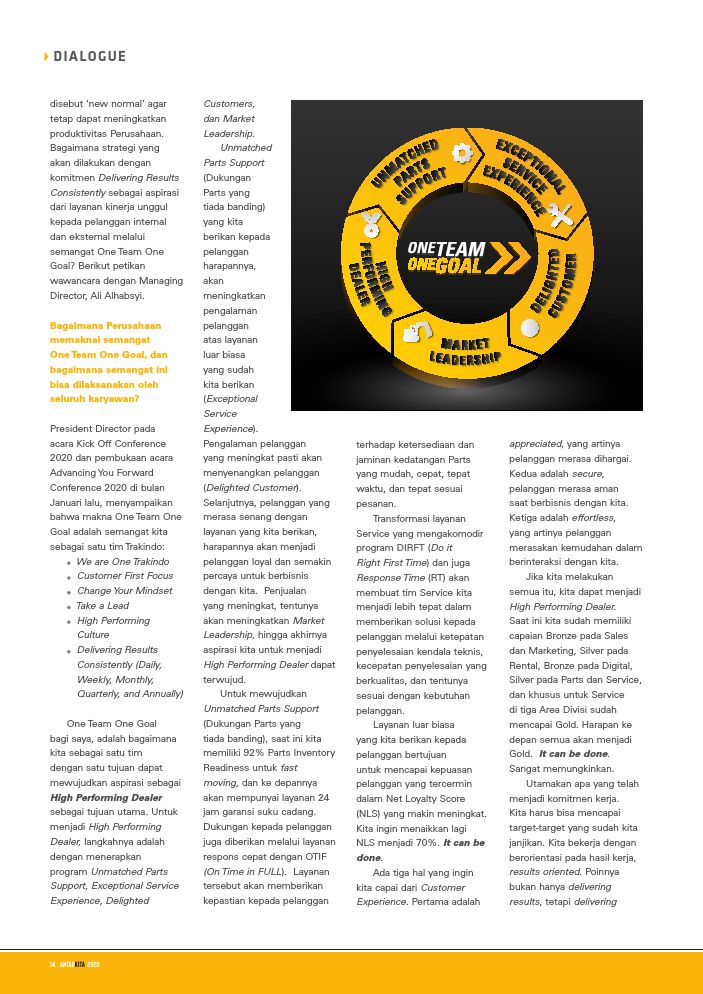 DIALOGUE
disebut ‘new normal’ agar
tetap dapat meningkatkan
produktivitas Perusahaan.
Bagaimana strategi yang
akan dilakukan dengan
komitmen Delivering Results
Consistently sebagai aspirasi
dari layanan kinerja unggul
kepada pelanggan internal
dan eksternal melalui
semangat One Team One
Goal? Berikut petikan
wawancara dengan Managing
Director, Ali Alhabsyi.
Bagaimana Perusahaan
memaknai semangat
One Team One Goal, dan
bagaimana semangat ini
bisa dilaksanakan oleh
seluruh karyawan?
President Director pada
acara Kick Off Conference
2020 dan pembukaan acara
Advancing You Forward
Conference 2020 di bulan
Januari lalu, menyampaikan
bahwa makna One Team One
Goal adalah semangat kita
sebagai satu tim Trakindo:
We are One Trakindo
Customer First Focus
Change Your Mindset
Take a Lead
High Performing
Culture
Delivering Results
Consistently (Daily,
Weekly, Monthly,
Quarterly, and Annually)
One Team One Goal
bagi saya, adalah bagaimana
kita sebagai satu tim
dengan satu tujuan dapat
mewujudkan aspirasi sebagai
High Performing Dealer
sebagai tujuan utama. Untuk
menjadi High Performing
Dealer, langkahnya adalah
dengan menerapkan
program Unmatched Parts
Support, Exceptional Service
Experience, Delighted
Customers,
dan Market
Leadership.
Unmatched
Parts Support
(Dukungan
Parts yang
tiada banding)
yang kita
berikan kepada
pelanggan
harapannya,
akan
meningkatkan
pengalaman
pelanggan
atas layanan
luar biasa
yang sudah
kita berikan
(Exceptional
Service
Experience).
Pengalaman pelanggan
yang meningkat pasti akan
menyenangkan pelanggan
(Delighted Customer).
Selanjutnya, pelanggan yang
merasa senang dengan
layanan yang kita berikan,
harapannya akan menjadi
pelanggan loyal dan semakin
percaya untuk berbisnis
dengan kita. Penjualan
yang meningkat, tentunya
akan meningkatkan Market
Leadership, hingga akhirnya
aspirasi kita untuk menjadi
High Performing Dealer dapat
terwujud.
Untuk mewujudkan
Unmatched Parts Support
(Dukungan Parts yang
tiada banding), saat ini kita
memiliki 92% Parts Inventory
Readiness untuk fast
moving, dan ke depannya
akan mempunyai layanan 24
jam garansi suku cadang.
Dukungan kepada pelanggan
juga diberikan melalui layanan
respons cepat dengan OTIF
(On Time in FULL). Layanan
tersebut akan memberikan
kepastian kepada pelanggan
UNMATCHED
PARTS
SUPPORT
EXCEPTIONAL
SERVICE
EXPERIENCE
DELIGHTED
CUSTOMER
MARKET
LEADERSHIP
HIGH
PERFORMING
DEALER
ONE TEAM
ONE GOAL
terhadap ketersediaan dan
jaminan kedatangan Parts
yang mudah, cepat, tepat
waktu, dan tepat sesuai
pesanan.
Transformasi layanan
Service yang mengakomodir
program DIRFT (Do it
Right First Time) dan juga
Response Time (RT) akan
membuat tim Service kita
menjadi lebih tepat dalam
memberikan solusi kepada
pelanggan melalui ketepatan
penyelesaian kendala teknis,
kecepatan penyelesaian yang
berkualitas, dan tentunya
sesuai dengan kebutuhan
pelanggan.
Layanan luar biasa
yang kita berikan kepada
pelanggan bertujuan
untuk mencapai kepuasan
pelanggan yang tercermin
dalam Net Loyalty Score
(NLS) yang makin meningkat.
Kita ingin menaikkan lagi
NLS menjadi 70%. It can be
done.
Ada tiga hal yang ingin
kita capai dari Customer
Experience. Pertama adalah
appreciated, yang artinya
pelanggan merasa dihargai.
Kedua adalah secure,
pelanggan merasa aman
saat berbisnis dengan kita.
Ketiga adalah effortless,
yang artinya pelanggan
merasakan kemudahan dalam
berinteraksi dengan kita.
Jika kita melakukan
semua itu, kita dapat menjadi
High Performing Dealer.
Saat ini kita sudah memiliki
capaian Bronze pada Sales
dan Marketing, Silver pada
Rental, Bronze pada Digital,
Silver pada Parts dan Service,
dan khusus untuk Service
di tiga Area Divisi sudah
mencapai Gold. Harapan ke
depan semua akan menjadi
Gold. It can be done.
Sangat memungkinkan.
Utamakan apa yang telah
menjadi komitmen kerja.
Kita harus bisa mencapai
target-target yang sudah kita
janjikan. Kita bekerja dengan
berorientasi pada hasil kerja,
results oriented. Poinnya
bukan hanya delivering
results, tetapi delivering
14 ANTARKITA 2020